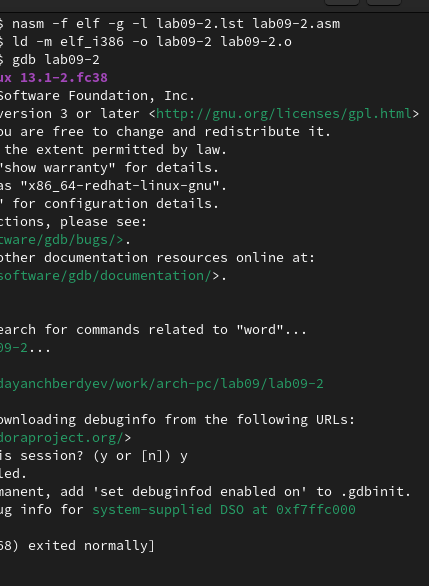 $ nasm -f elf -g -l lab09-2.lst lab09-2.asm
$ ld -m elf_i386 -o lab09-2 lab09-2.o
$ gdb lab09-2
ux 13.1-2.fc38
Software Foundation, Inc.
version 3 or later <http://gnu.org/licenses/gpl.html>
ou are free to change and redistribute it.
 the extent permitted by law.
"show warranty" for details.
as "x86_64-redhat-linux-gnu".
" for configuration details.
ctions, please see:
tware/gdb/bugs/>.
other documentation resources online at:
software/gdb/documentation/>.
earch for commands related to "word"...
09-2...
dayanchberdyev/work/arch-pc/lab09/lab09-2
ownloading debuginfo from the following URLs:
doraproject.org/>
is session? (y or [n]) y
led.
manent, add 'set debuginfod enabled on' to .gdbinit.
ug info for system-supplied DSO at 0xf7ffc000
68) exited normally]